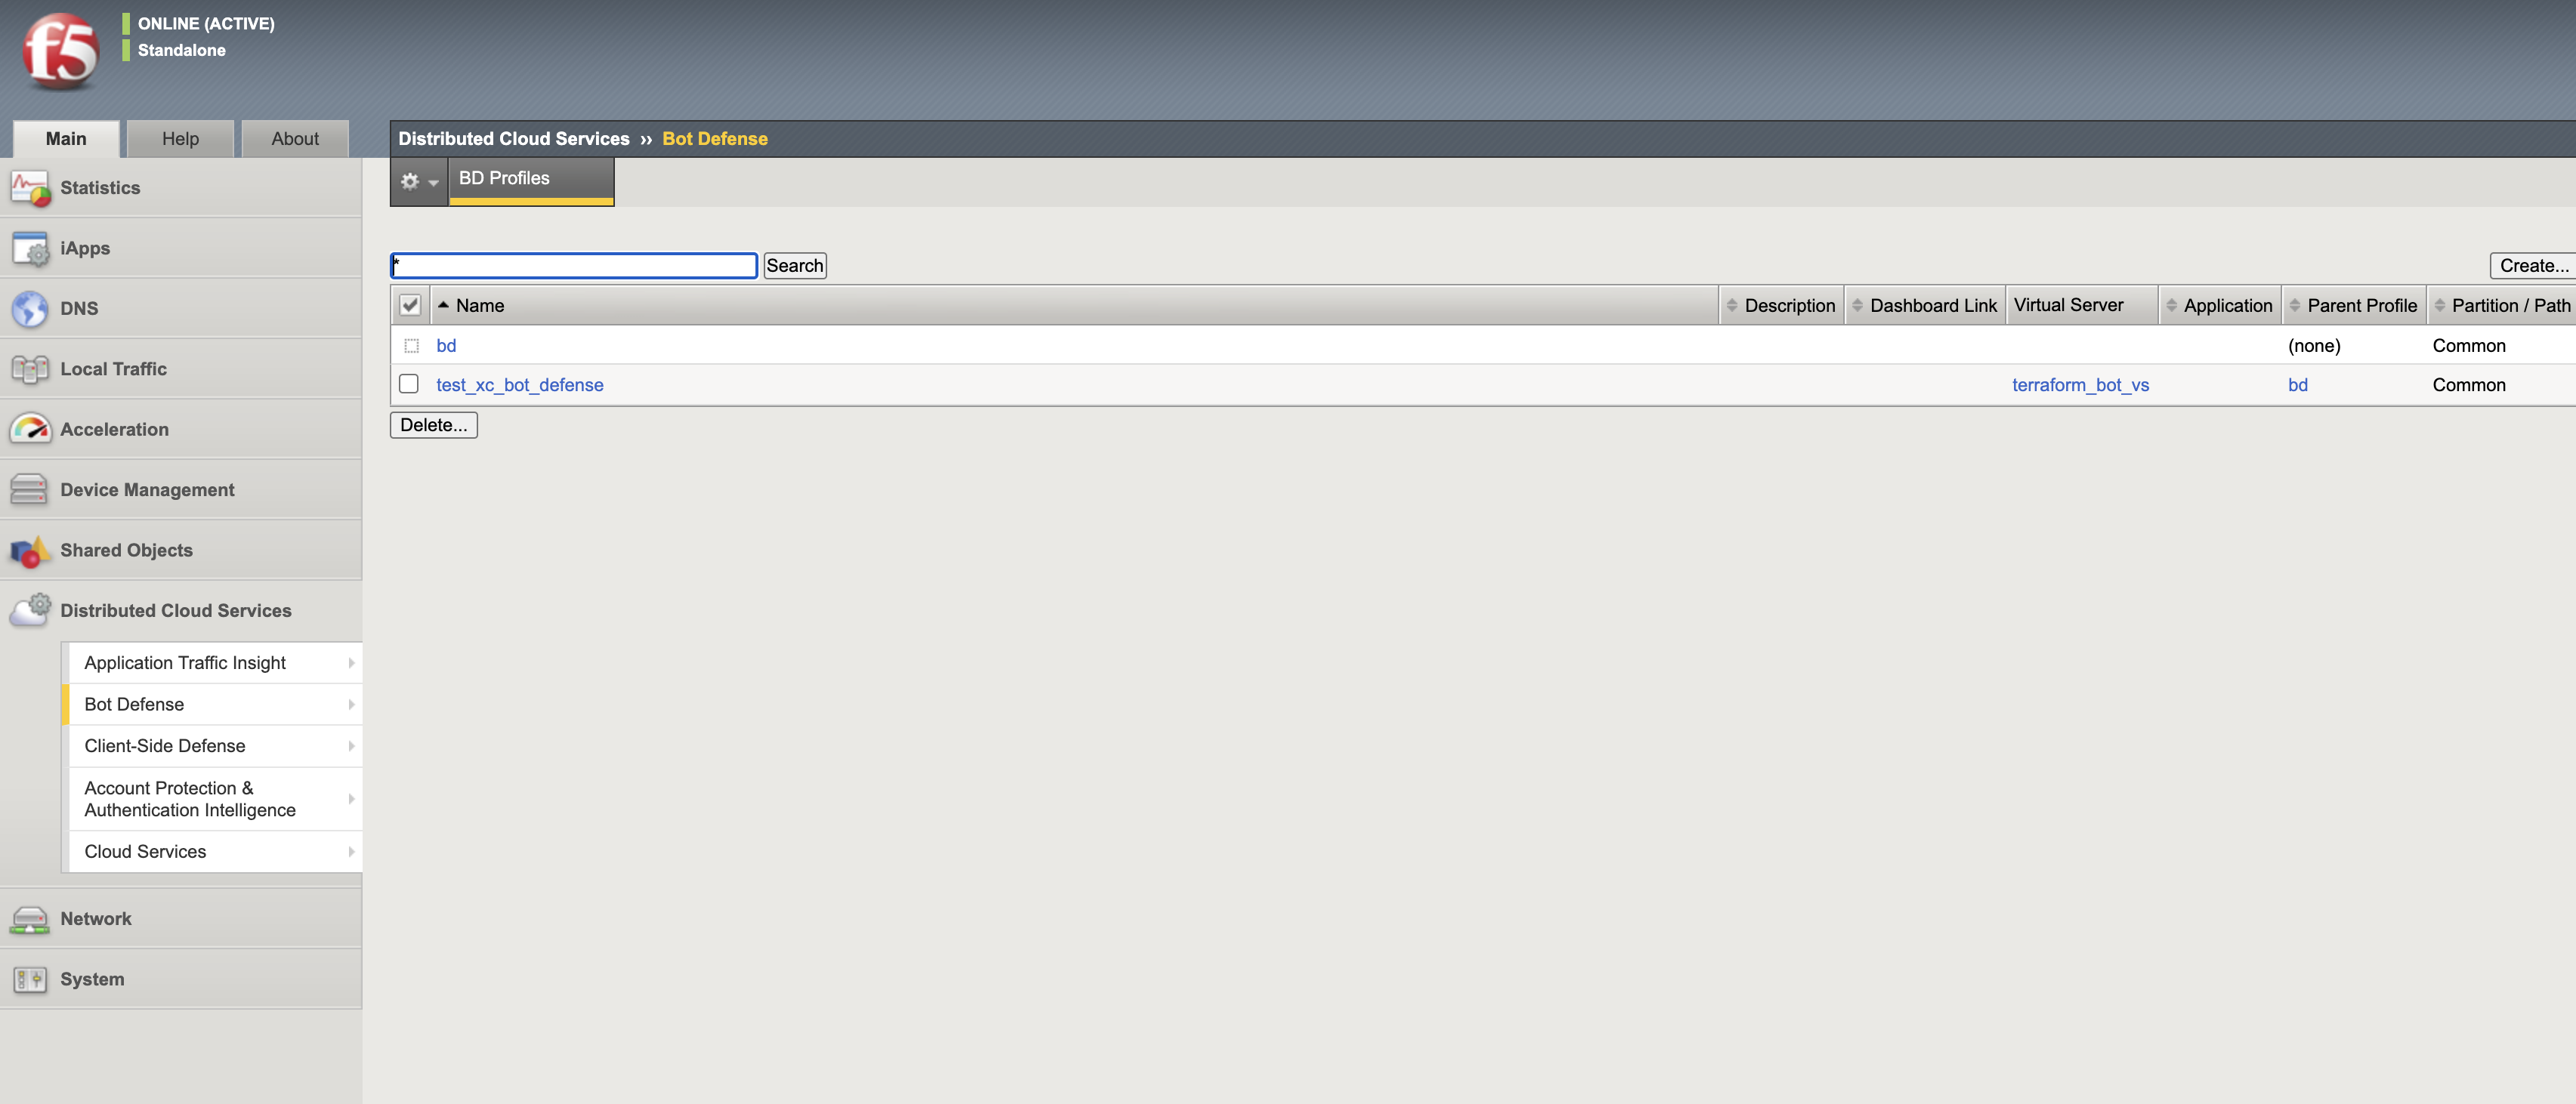 f5
ONLINE (ACTIVE)
Standalone
Main Help About
Distributed Cloud Services ›› Bot Defense
BD Profiles
Statistics
iApps
DNS
Local Traffic
Acceleration
Device Management
Shared Objects
Distributed Cloud Services
Application Traffic Insight
Bot Defense
Client-Side Defense
Account Protection &
Authentication Intelligence
Cloud Services
Network
System
* Search Create...
Name Description Dashboard Link Virtual Server Application Parent Profile Partition / Path
bd (none) Common
test_xc_bot_defense terraform_bot_vs bd Common
Delete...